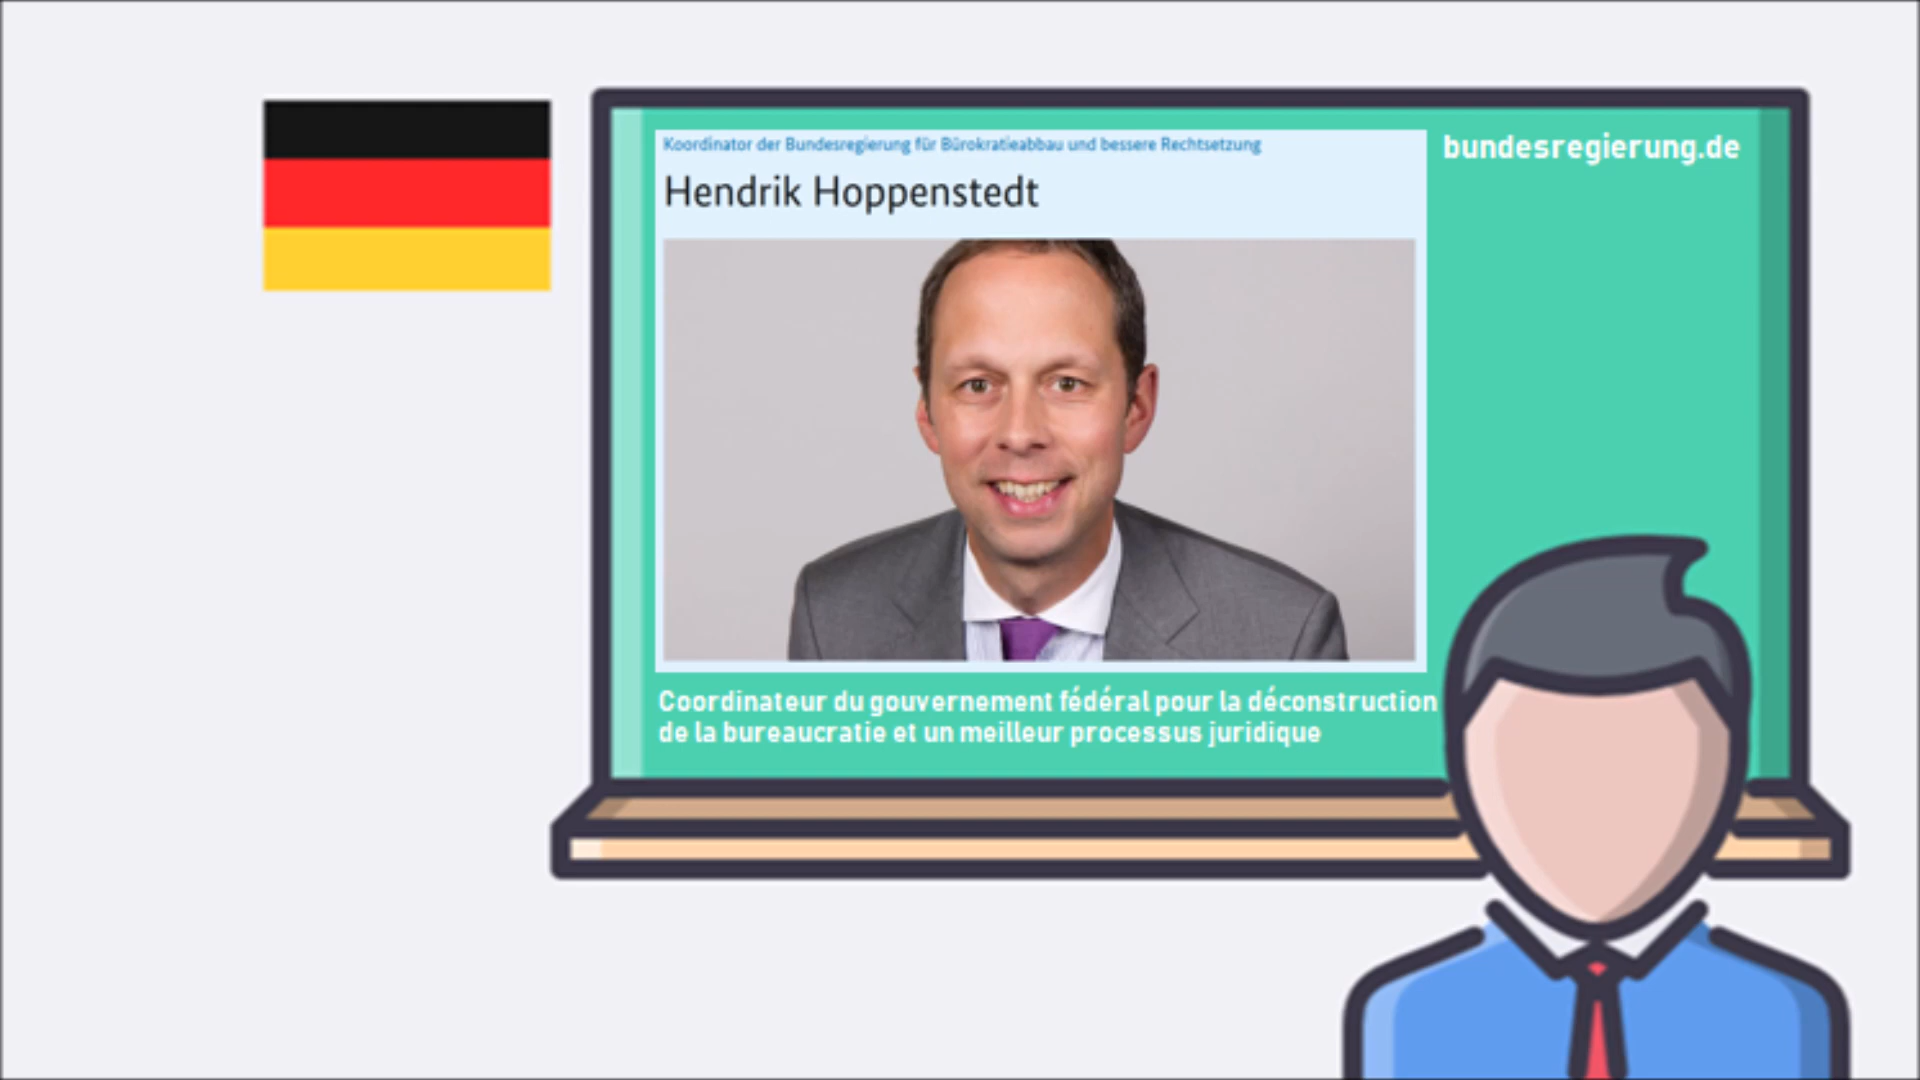 Koordinator der Bundesregierung für Bürokratieabbau und bessere Rechtsetzung
bundesregierung.de
Hendrik Hoppenstedt
Coordinateur du gouvernement fédéral pour la déconstruction
de la bureaucratie et un meilleur processus juridique